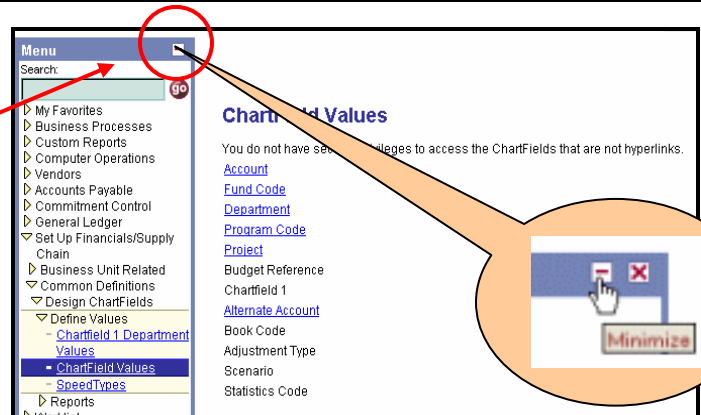 Menu
Search:
go
My Favorites
Business Processes
Custom Reports
Computer Operations
Vendors
Accounts Payable
Commitment Control
General Ledger
Set Up Financials/Supply
Chain
Business Unit Related
Common Definitions
Design ChartFields
Define Values
- Chartfield 1 Department
Values
- ChartField Values
- SpeedTypes
Reports
ChartField Values
You do not have access the ChartFields that are not hyperlinks.
Account
Fund Code
Department
Program Code
Project
Budget Reference
Chartfield 1
Alternate Account
Book Code
Adjustment Type
Scenario
Statistics Code
Minimize